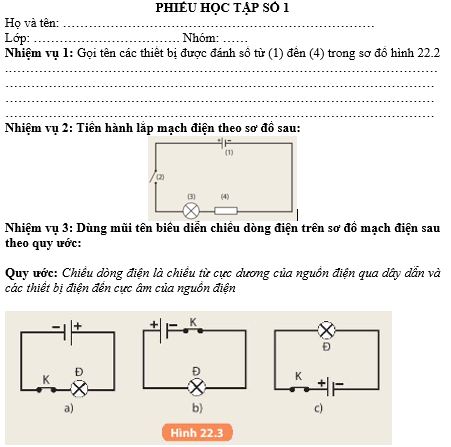 PHIẾU HỌC TẬP SỐ 1
Họ và tên: ……………………………………………………………
Lớp: …………………………… Nhóm: ……
Nhiệm vụ 1: Gọi tên các thiết bị được đánh số từ (1) đến (4) trong sơ đồ hình 22.2
Nhiệm vụ 2: Tiến hành lắp mạch điện theo sơ đồ sau:
+ −
(1)
(2)
(3) (4)
Nhiệm vụ 3: Dùng mũi tên biểu diễn chiều dòng điện trên sơ đồ mạch điện sau
theo quy ước:
Quy ước: Chiều dòng điện là chiều từ cực dương của nguồn điện qua dây dẫn và
các thiết bị điện đến cực âm của nguồn điện
− +
K Đ
a)
+ − K
Đ
b)
Đ
K + −
c)
Hình 22.3